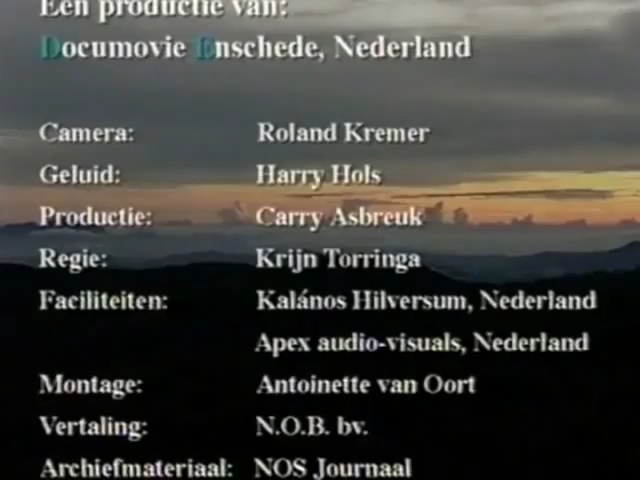 Een productie van:
Documovie Enschede, Nederland
Camera: Roland Kremer
Geluid: Harry Hols
Productie: Carry Asbreuk
Regie: Krijn Torringa
Faciliteiten: Kalános Hilversum, Nederland
Apex audio-visuals, Nederland
Montage: Antoinette van Oort
Vertaling: N.O.B. bv.
Archiefmateriaal: NOS Journaal